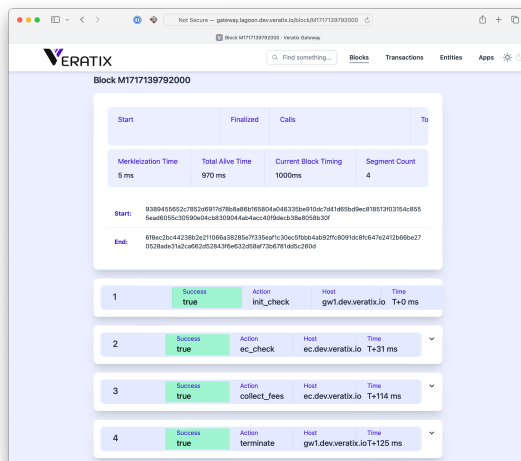 Not Secure — gateway.lagoon.dev.veratix.io/block/M1717139792000
Block M1717139792000 - Veratix Gateway
VERATIX
Find something...
Blocks
Transactions
Entities
Apps
Block M1717139792000
Start
Finalized
Calls
To
Merkleization Time
Total Alive Time
Current Block Timing
Segment Count
5 ms
970 ms
1000ms
4
Start:
9389455652c7852d6917d78b8a86b165804a046335be910dc7d41d65bd9ec818513f03154c855
5ead6055c30590e04cb8309044ab4acc40f9decb38e8058b30f
End:
6f8ec2bc44238b2e211066a38285e7f335eaf1c30ec5fbbb4ab92ffc8091dc8fc647e2412b66be27
0528ade31a2ca662d52843f6e632d58af73b6781dd5c260d
1
Success
Action
Host
Time
true
init_check
gw1.dev.veratix.io
T+0 ms
2
Success
Action
Host
Time
true
ec_check
ec.dev.veratix.io
T+31 ms
3
Success
Action
Host
Time
true
collect_fees
ec.dev.veratix.io
T+114 ms
4
Success
Action
Host
Time
true
terminate
gw1.dev.veratix.io
T+125 ms